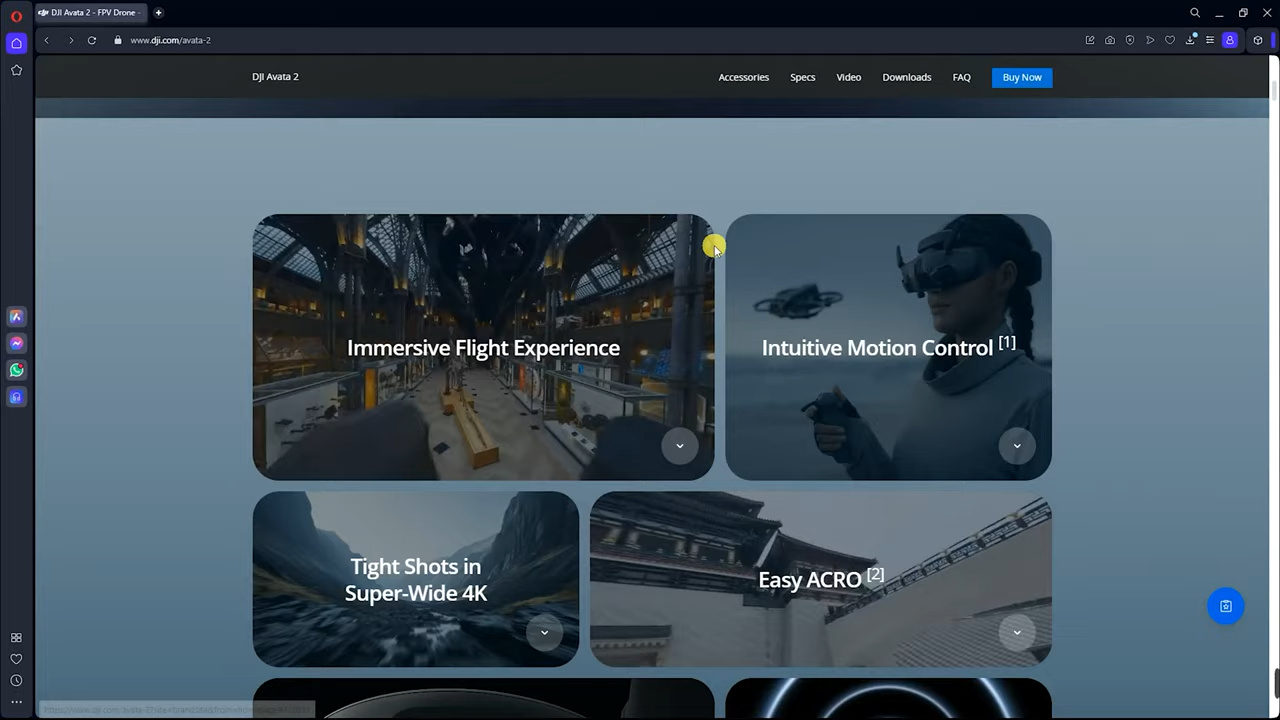 DJI Avata 2 - FPV Drone -
www.dji.com/avata-2
DJI Avata 2
Accessories
Specs
Video
Downloads
FAQ
Buy Now
Immersive Flight Experience
Intuitive Motion Control [1]
Tight Shots in
Super-Wide 4K
Easy ACRO [2]